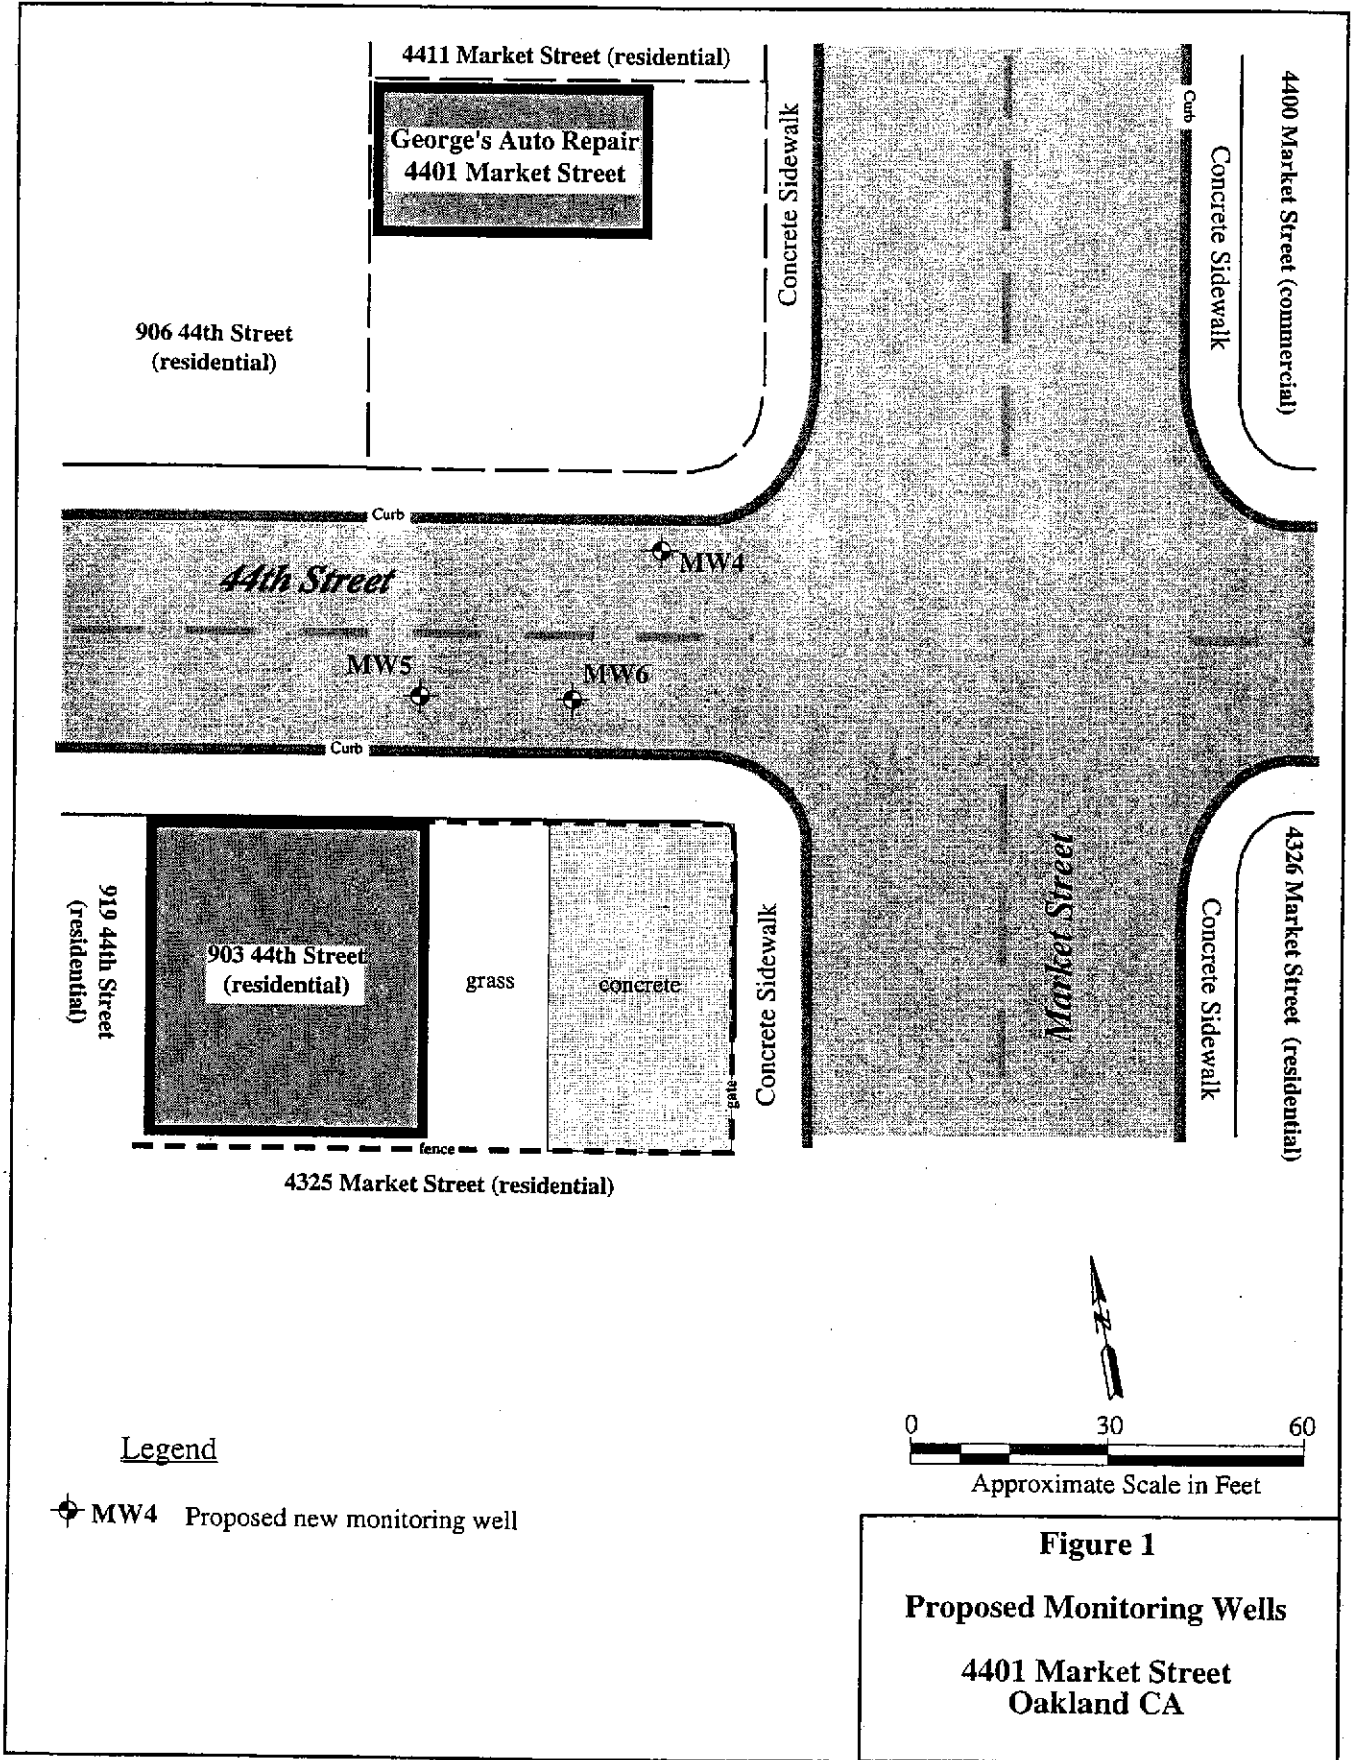 4411 Market Street (residential)
George's Auto Repair
4401 Market Street
Concrete Sidewalk
Curb
Concrete Sidewalk
4400 Market Street (commercial)
906 44th Street
(residential)
Curb
44th Street
MW4
MW5
MW6
Curb
919 44th Street
(residential)
903 44th Street
(residential)
grass
concrete
gate
Concrete Sidewalk
Market Street
Concrete Sidewalk
4326 Market Street (residential)
fence
4325 Market Street (residential)
N
0 30 60
Approximate Scale in Feet
Legend
MW4 Proposed new monitoring well
Figure 1
Proposed Monitoring Wells
4401 Market Street
Oakland CA